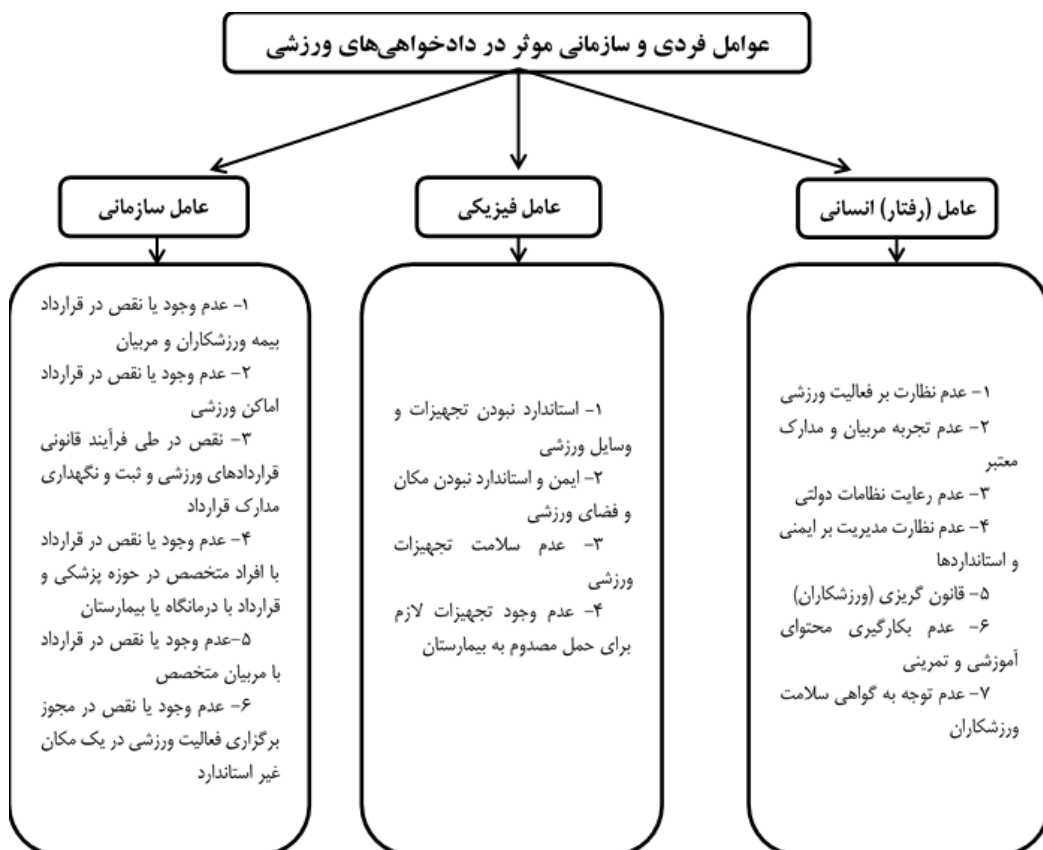 عوامل فردی و سازمانی موثر در دادخواهی‌های ورزشی
عامل (رفتار) انسانی
عامل فیزیکی
عامل سازمانی
۱- عدم نظارت بر فعالیت ورزشی
۲- عدم تجربه مربیان و مدارک
معتبر
۳- عدم رعایت نظامات دولتی
۴- عدم نظارت مدیریت بر ایمنی
و استانداردها
۵- قانون گریزی (ورزشکاران)
۶- عدم بکارگیری محتوای
آموزشی و تمرینی
۷- عدم توجه به گواهی سلامت
ورزشکاران
۱- استاندارد نبودن تجهیزات و
وسایل ورزشی
۲- ایمن و استاندارد نبودن مکان
و فضای ورزشی
۳- عدم سلامت تجهیزات
ورزشی
۴- عدم وجود تجهیزات لازم
برای حمل مصدوم به بیمارستان
۱- عدم وجود یا نقص در قرارداد
بیمه ورزشکاران و مربیان
۲- عدم وجود یا نقص در قرارداد
اماکن ورزشی
۳- نقص در طی فرآیند قانونی
قراردادهای ورزشی و ثبت و نگهداری
مدارک قرارداد
۴- عدم وجود یا نقص در قرارداد
با افراد متخصص در حوزه پزشکی و
قرارداد با درمانگاه یا بیمارستان
۵-عدم وجود یا نقص در قرارداد
با مربیان متخصص
۶- عدم وجود یا نقص در مجوز
برگزاری فعالیت ورزشی در یک مکان
غیر استاندارد